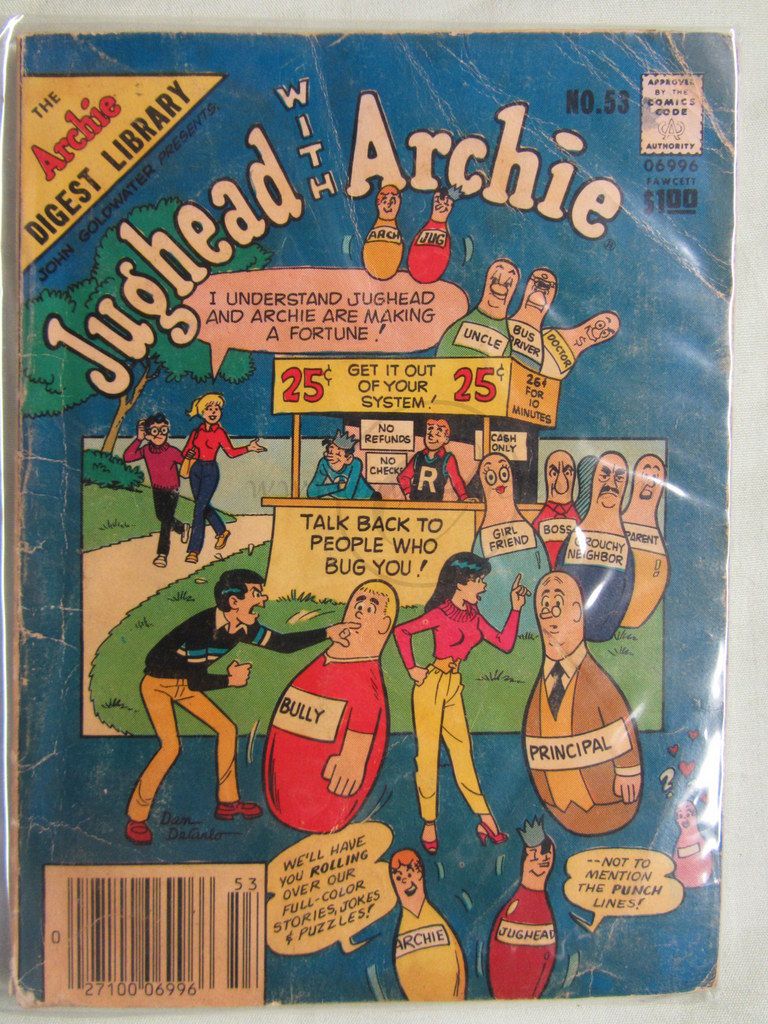 THE
Archie
DIGEST LIBRARY
JOHN GOLDWATER PRESENTS,
Jughead
WITH
Archie
®
NO.53
APPROVED
BY THE
COMICS
CODE
AUTHORITY
06996
FAWCETT
$1.00
ARCH
JUG
I UNDERSTAND JUGHEAD
AND ARCHIE ARE MAKING
A FORTUNE!
UNCLE
BUS
DRIVER
DOCTOR
25¢
GET IT OUT
OF YOUR
SYSTEM!
25¢
26¢
FOR
10
MINUTES
NO
REFUNDS
NO
CHECKS
CASH
ONLY
R
TALK BACK TO
PEOPLE WHO
BUG YOU!
GIRL
FRIEND
BOSS
GROUCHY
NEIGHBOR
PARENT
!
BULLY
PRINCIPAL
Dan
DeCarlo
?
WE'LL HAVE
YOU ROLLING
OVER OUR
FULL-COLOR
STORIES, JOKES
& PUZZLES!
ARCHIE
JUGHEAD
--NOT TO
MENTION
THE PUNCH
LINES!
53
0
27100 06996